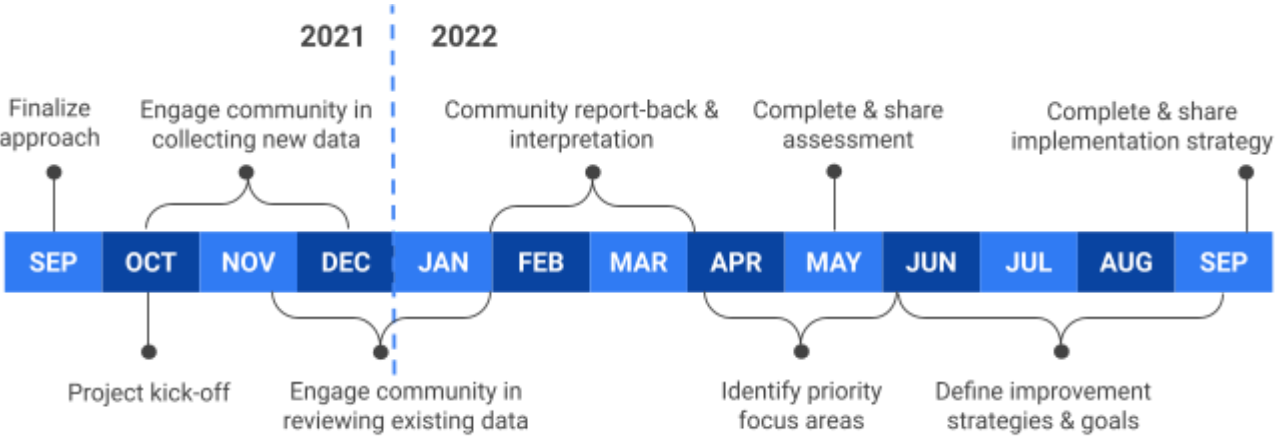 2021
2022
Finalize
approach
Engage community in
collecting new data
Community report-back &
interpretation
Complete & share
assessment
Complete & share
implementation strategy
SEP OCT NOV DEC JAN FEB MAR APR MAY JUN JUL AUG SEP
Project kick-off
Engage community in
reviewing existing data
Identify priority
focus areas
Define improvement
strategies & goals